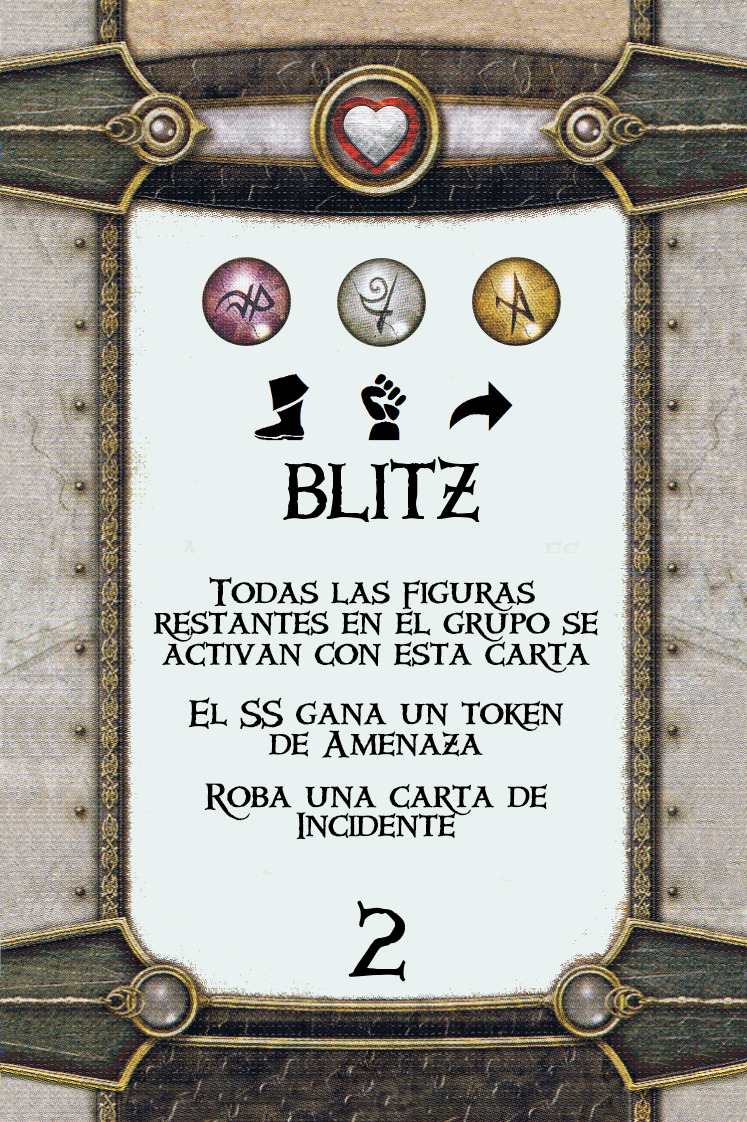 BLITZ
Todas las figuras
restantes en el grupo se
activan con esta carta
El SS gana un token
de Amenaza
Roba una carta de
Incidente
2